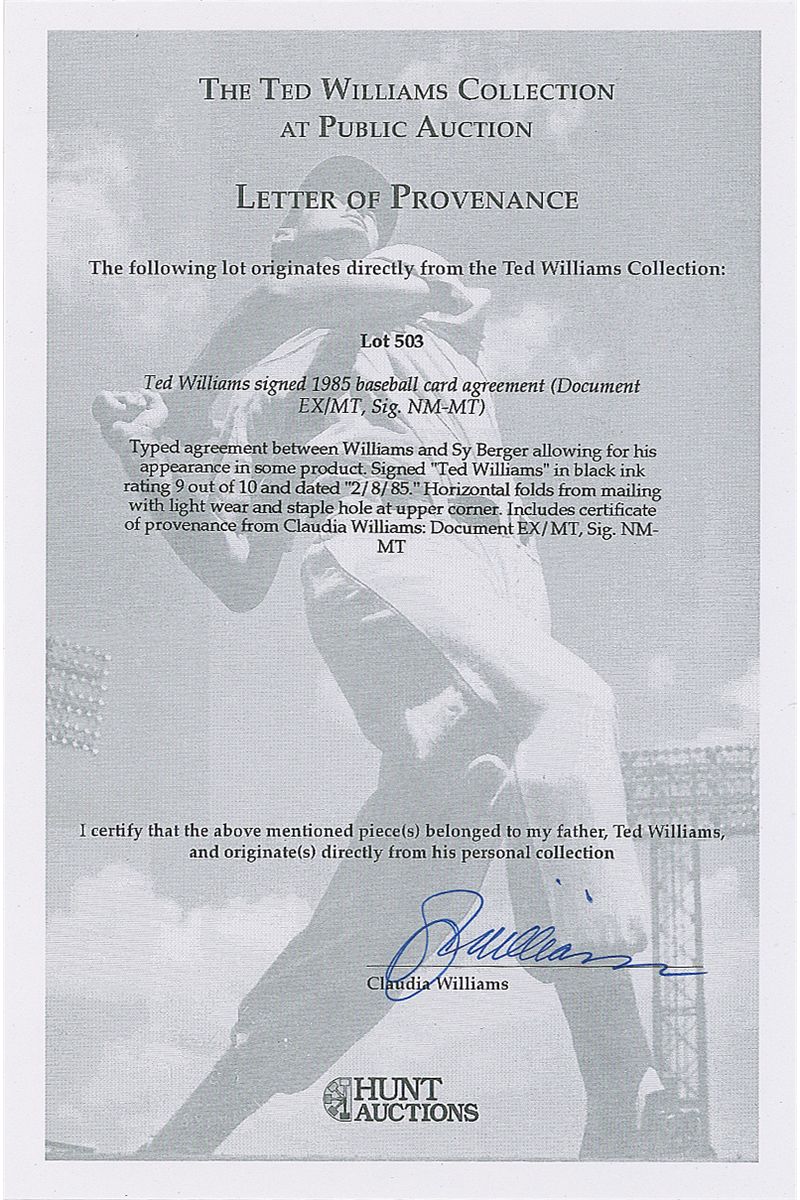 THE TED WILLIAMS COLLECTION
AT PUBLIC AUCTION
LETTER OF PROVENANCE
The following lot originates directly from the Ted Williams Collection:
Lot 503
Ted Williams signed 1985 baseball card agreement (Document
EX/MT, Sig. NM-MT)
Typed agreement between Williams and Sy Berger allowing for his
appearance in some product. Signed "Ted Williams" in black ink
rating 9 out of 10 and dated "2/8/85." Horizontal folds from mailing
with light wear and staple hole at upper corner. Includes certificate
of provenance from Claudia Williams: Document EX/MT, Sig. NM-
MT
I certify that the above mentioned piece(s) belonged to my father, Ted Williams,
and originate(s) directly from his personal collection
Claudia Williams
HUNT
AUCTIONS